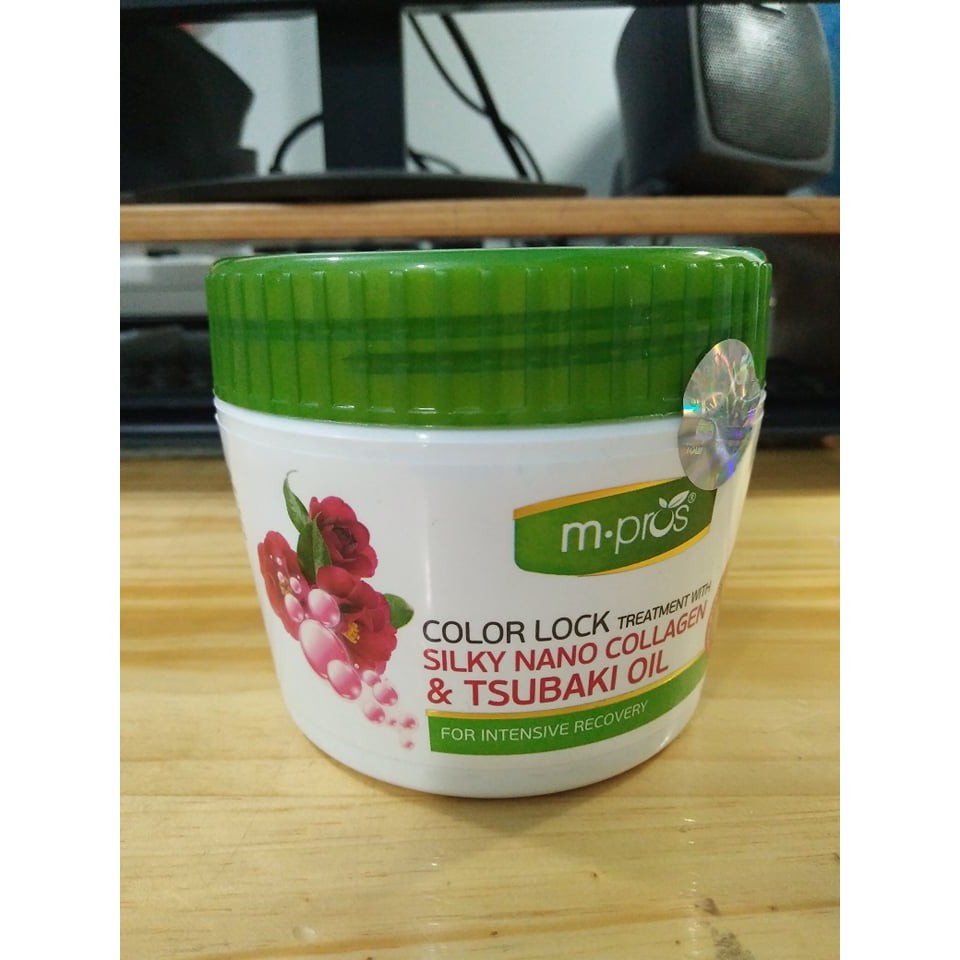 m·pros®
COLOR LOCK TREATMENT WITH
SILKY NANO COLLAGEN
& TSUBAKI OIL
FOR INTENSIVE RECOVERY